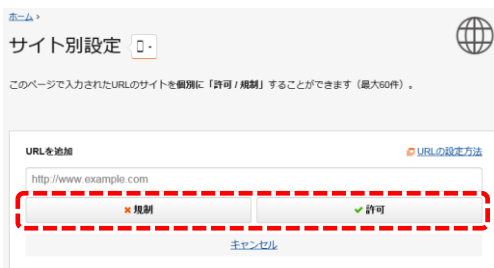 ホーム ›
サイト別設定
このページで入力されたURLのサイトを個別に「許可 / 規制」することができます（最大60件）。
URLを追加 URLの設定方法
http://www.example.com
規制 許可
キャンセル